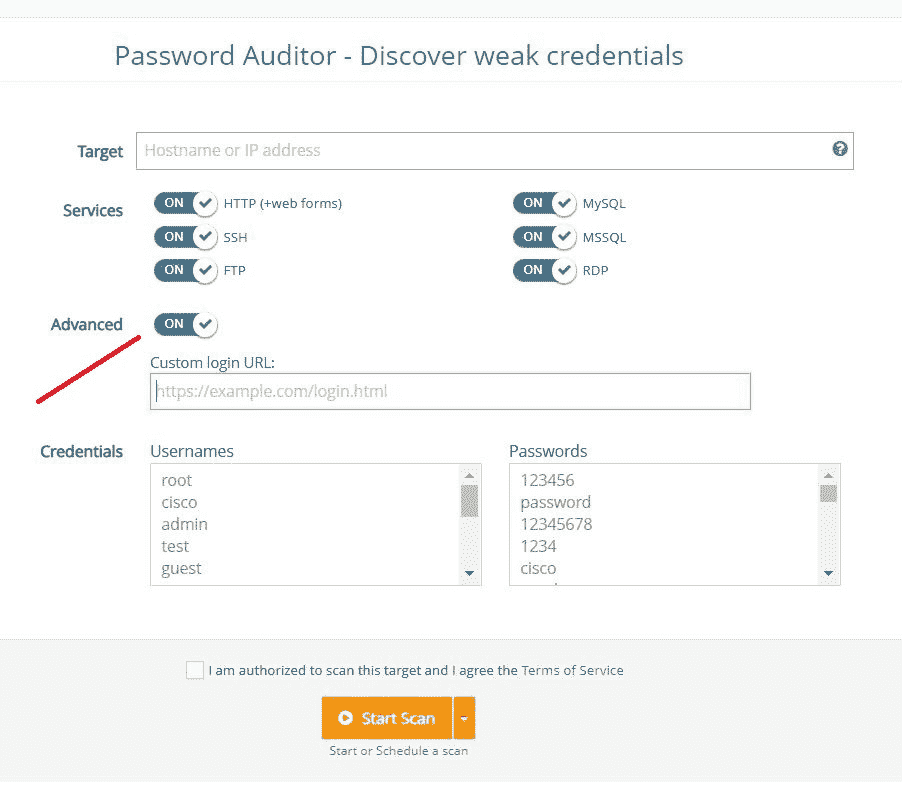 Password Auditor - Discover weak credentials
Target
Hostname or IP address
Services
ON HTTP (+web forms)
ON MySQL
ON SSH
ON MSSQL
ON FTP
ON RDP
Advanced
ON
Custom login URL:
https://example.com/login.html
Credentials
Usernames
root
cisco
admin
test
guest
Passwords
123456
password
12345678
1234
cisco
I am authorized to scan this target and I agree the Terms of Service
Start Scan
Start or Schedule a scan